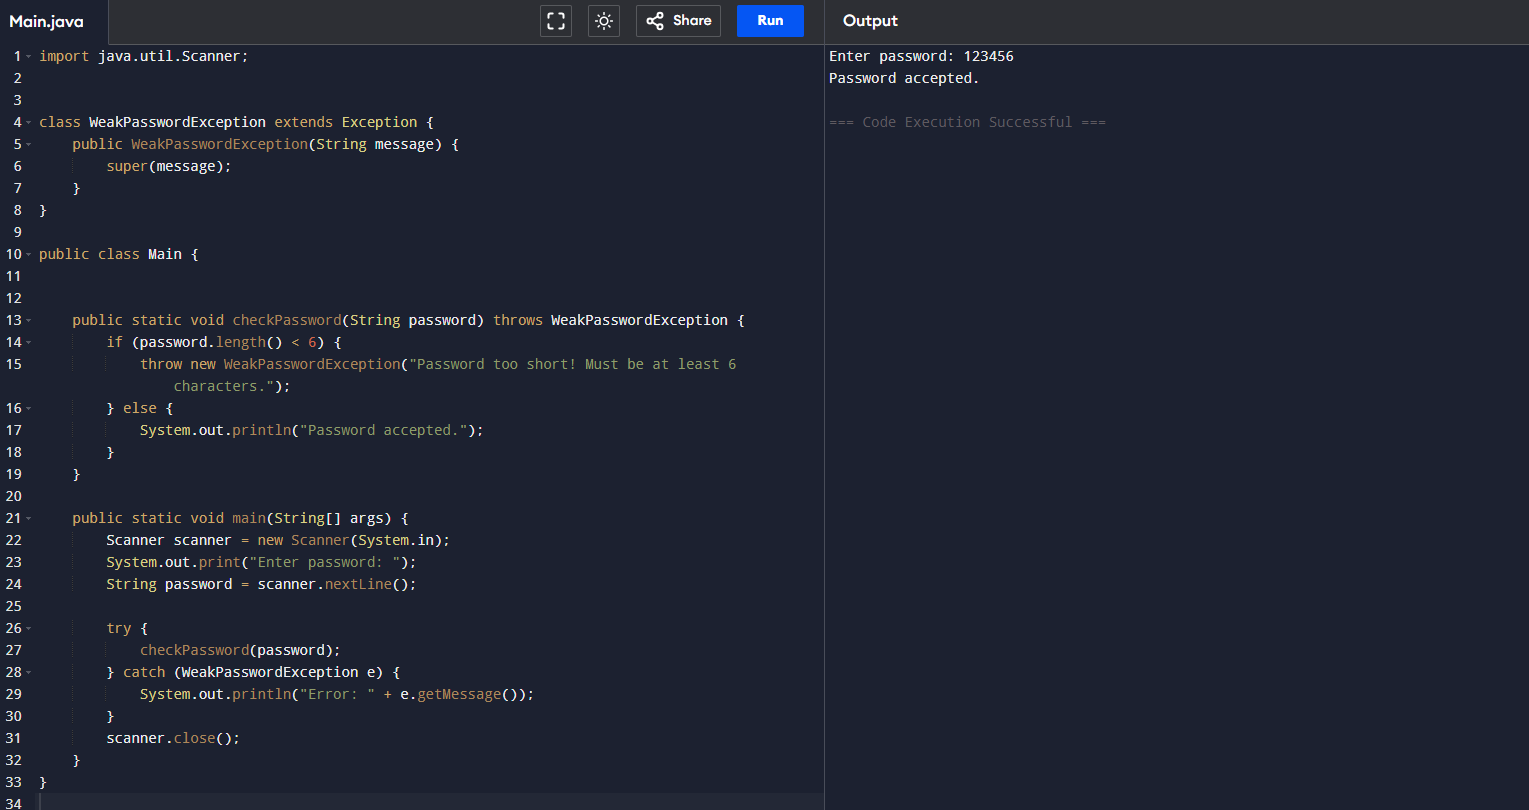 Main.java
Share
Run
Output
1 import java.util.Scanner;
2
3
4 class WeakPasswordException extends Exception {
5     public WeakPasswordException(String message) {
6         super(message);
7     }
8 }
9
10 public class Main {
11
12
13     public static void checkPassword(String password) throws WeakPasswordException {
14         if (password.length() < 6) {
15             throw new WeakPasswordException("Password too short! Must be at least 6
characters.");
16         } else {
17             System.out.println("Password accepted.");
18         }
19     }
20
21     public static void main(String[] args) {
22         Scanner scanner = new Scanner(System.in);
23         System.out.print("Enter password: ");
24         String password = scanner.nextLine();
25
26         try {
27             checkPassword(password);
28         } catch (WeakPasswordException e) {
29             System.out.println("Error: " + e.getMessage());
30         }
31         scanner.close();
32     }
33 }
34
Enter password: 123456
Password accepted.
=== Code Execution Successful ===